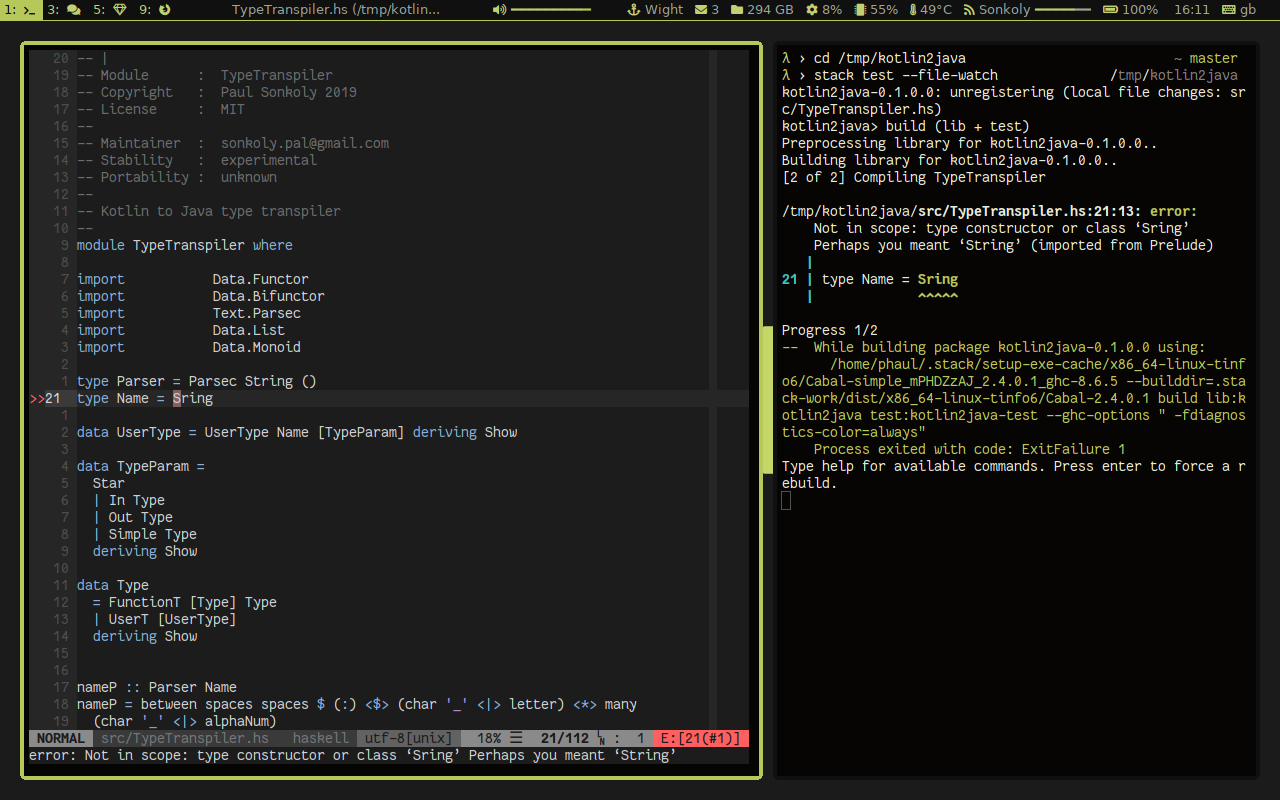 1: 3: 5: 9: TypeTranspiler.hs (/tmp/kotlin... Wight 3 294 GB 8% 55% 49°C Sonkoly 100% 16:11 gb
20 -- |
19 -- Module      :  TypeTranspiler
18 -- Copyright   :  Paul Sonkoly 2019
17 -- License     :  MIT
16 --
15 -- Maintainer  :  sonkoly.pal@gmail.com
14 -- Stability   :  experimental
13 -- Portability :  unknown
12 --
11 -- Kotlin to Java type transpiler
10 --
9 module TypeTranspiler where
8
7 import           Data.Functor
6 import           Data.Bifunctor
5 import           Text.Parsec
4 import           Data.List
3 import           Data.Monoid
2
1 type Parser = Parsec String ()
>>21 type Name = Sring
1
2 data UserType = UserType Name [TypeParam] deriving Show
3
4 data TypeParam =
5   Star
6   | In Type
7   | Out Type
8   | Simple Type
9   deriving Show
10
11 data Type
12   = FunctionT [Type] Type
13   | UserT [UserType]
14   deriving Show
15
16
17 nameP :: Parser Name
18 nameP = between spaces spaces $ (:) <$> (char '_' <|> letter) <*> many
19   (char '_' <|> alphaNum)
NORMAL src/TypeTranspiler.hs haskell utf-8[unix] 18% ☰ 21/112 ㏑ : 1 E:[21(#1)]
error: Not in scope: type constructor or class ‘Sring’ Perhaps you meant ‘String’
λ › cd /tmp/kotlin2java ~ master
λ › stack test --file-watch /tmp/kotlin2java
kotlin2java-0.1.0.0: unregistering (local file changes: sr
c/TypeTranspiler.hs)
kotlin2java> build (lib + test)
Preprocessing library for kotlin2java-0.1.0.0..
Building library for kotlin2java-0.1.0.0..
[2 of 2] Compiling TypeTranspiler
/tmp/kotlin2java/src/TypeTranspiler.hs:21:13: error:
    Not in scope: type constructor or class ‘Sring’
    Perhaps you meant ‘String’ (imported from Prelude)
   |
21 | type Name = Sring
   |             ^^^^^
Progress 1/2
--  While building package kotlin2java-0.1.0.0 using:
      /home/phaul/.stack/setup-exe-cache/x86_64-linux-tinf
o6/Cabal-simple_mPHDZzAJ_2.4.0.1_ghc-8.6.5 --builddir=.sta
ck-work/dist/x86_64-linux-tinfo6/Cabal-2.4.0.1 build lib:k
otlin2java test:kotlin2java-test --ghc-options " -fdiagnos
tics-color=always"
    Process exited with code: ExitFailure 1
Type help for available commands. Press enter to force a r
ebuild.